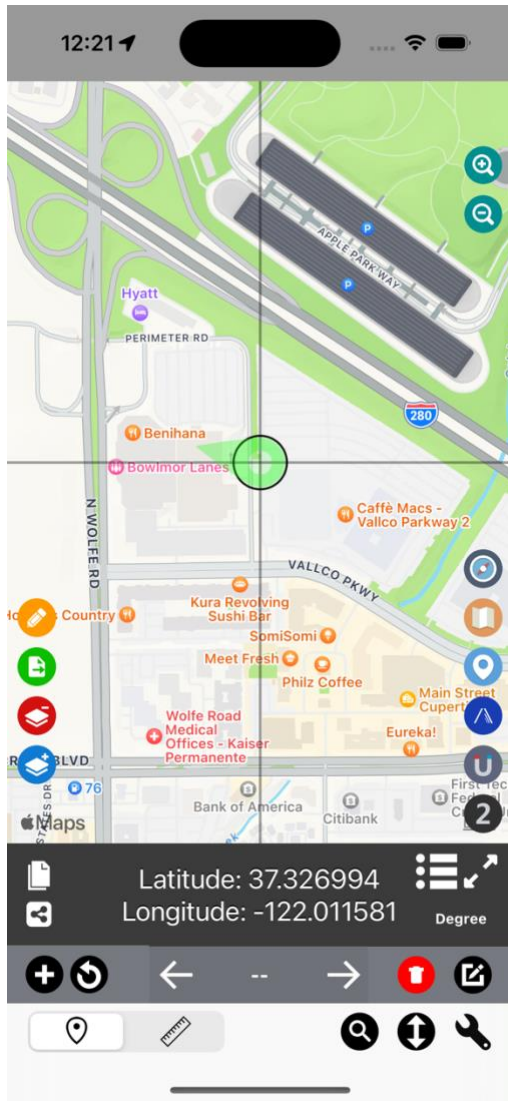 12:21
APPLE PARK WAY
P
P
Hyatt
PERIMETER RD
280
Benihana
Bowlmor Lanes
N WOLFE RD
Caffè Macs -
Vallco Parkway 2
VALLCO PKWY
Kura Revolving
Sushi Bar
Country
SomiSomi
Meet Fresh
Philz Coffee
Main Street
Cupert
Wolfe Road
Medical
Offices - Kaiser
Permanente
Eureka!
BLVD
76
Bank of America
Citibank
First Tec
Maps
2
Latitude: 37.326994
Longitude: -122.011581
Degree
--